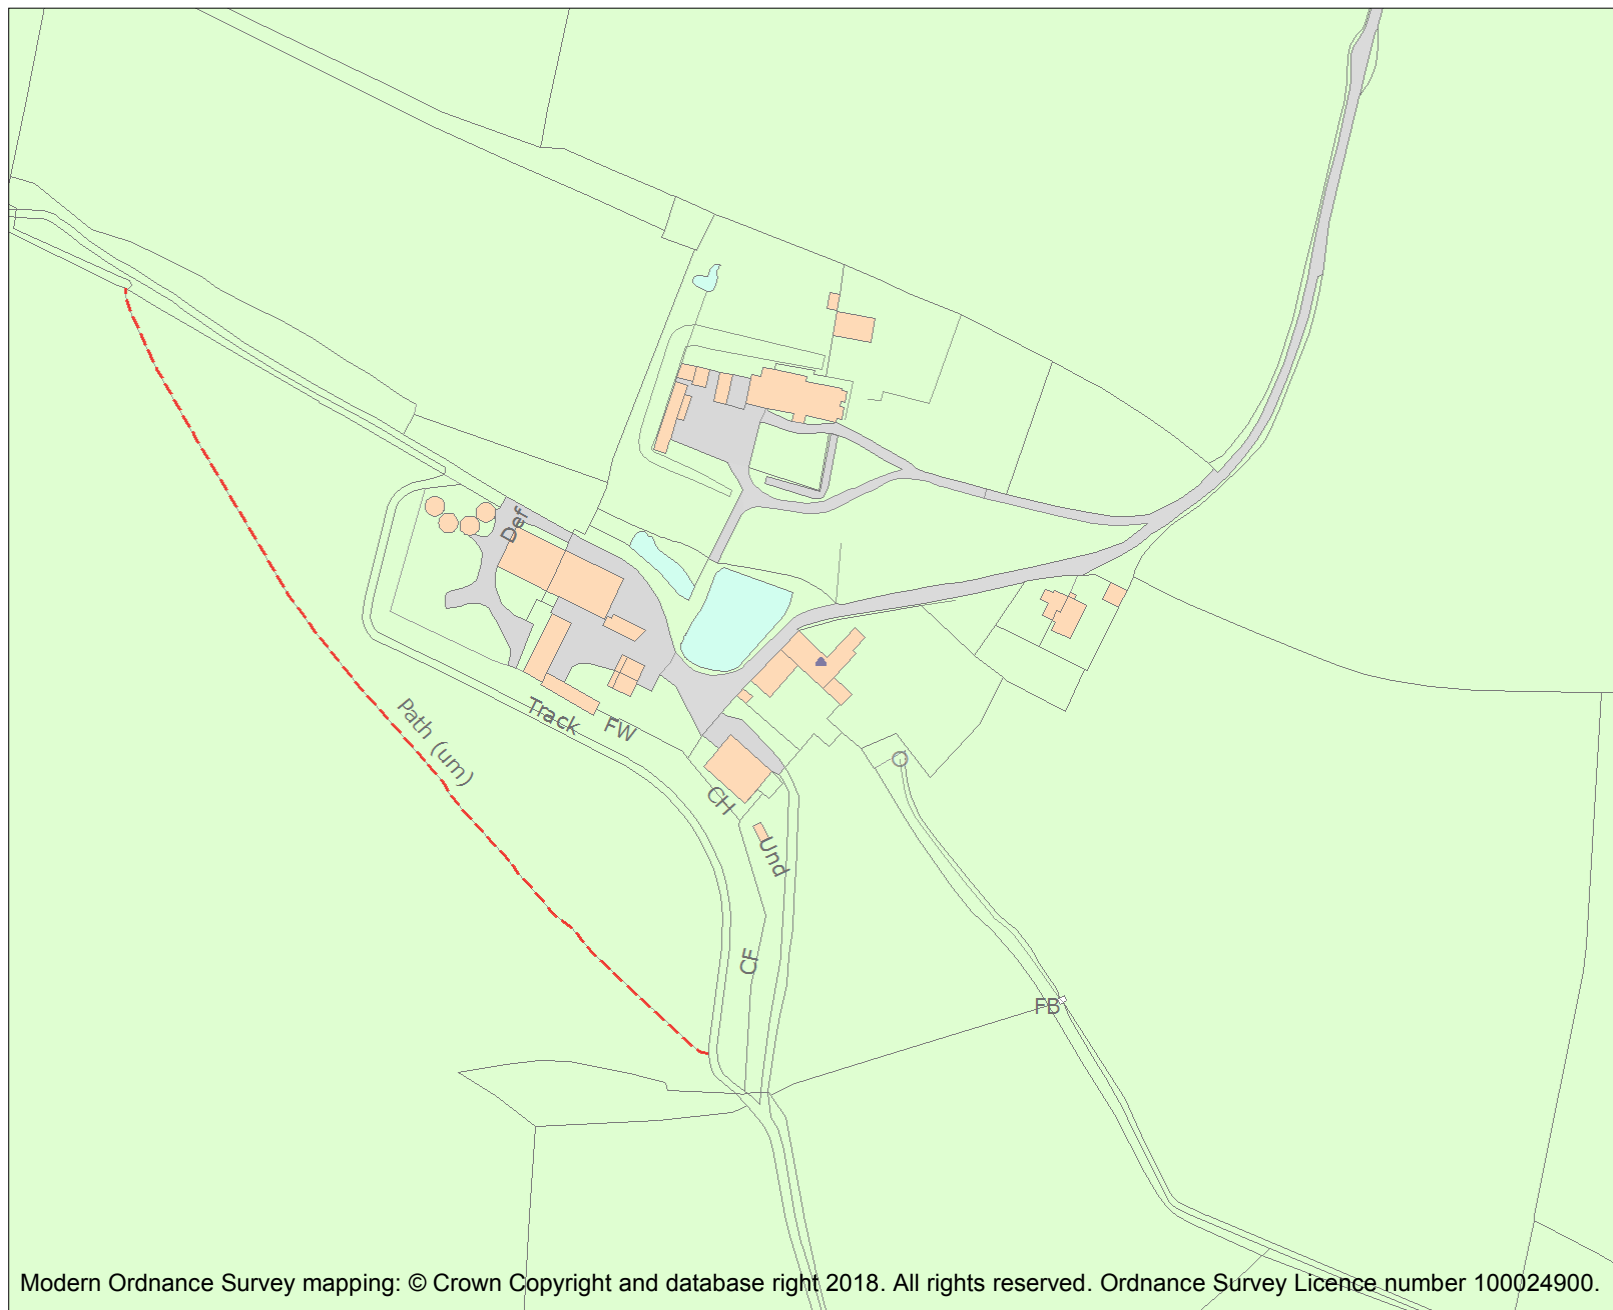 Def
Path (um)
Track
FW
CH
Und
CF
FB
Modern Ordnance Survey mapping: © Crown Copyright and database right 2018. All rights reserved. Ordnance Survey Licence number 100024900.